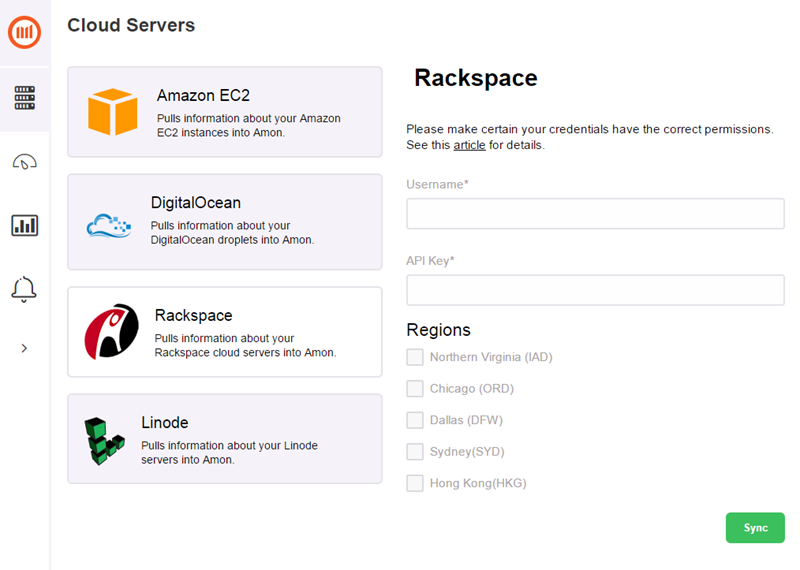 Cloud Servers
Amazon EC2
Pulls information about your Amazon
EC2 instances into Amon.
DigitalOcean
Pulls information about your
DigitalOcean droplets into Amon.
Rackspace
Pulls information about your
Rackspace cloud servers into Amon.
Linode
Pulls information about your Linode
servers into Amon.
Rackspace
Please make certain your credentials have the correct permissions.
See this article for details.
Username*
API Key*
Regions
Northern Virginia (IAD)
Chicago (ORD)
Dallas (DFW)
Sydney(SYD)
Hong Kong(HKG)
Sync